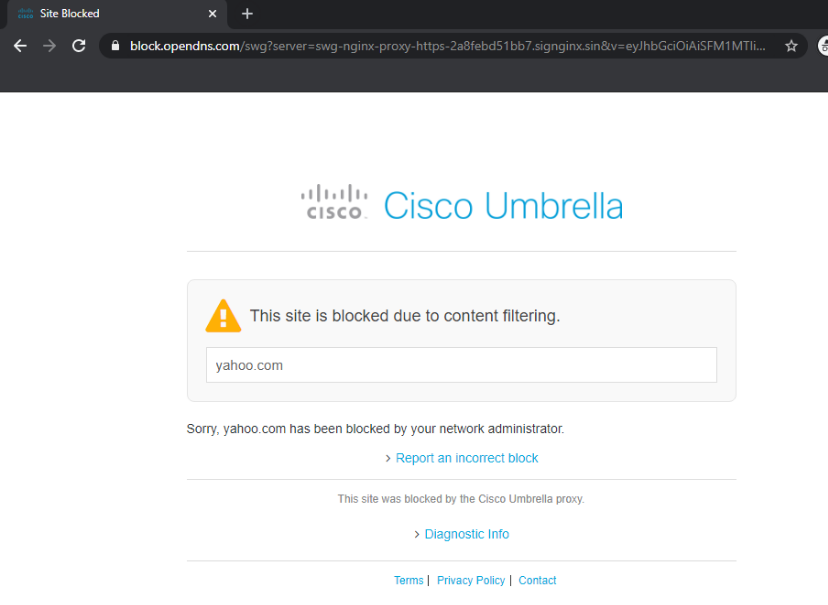 Site Blocked
block.opendns.com/swg?server=swg-nginx-proxy-https-2a8febd51bb7.signginx.sin&v=eyJhbGciOiAiSFM1MTIi...
CISCO Cisco Umbrella
This site is blocked due to content filtering.
yahoo.com
Sorry, yahoo.com has been blocked by your network administrator.
> Report an incorrect block
This site was blocked by the Cisco Umbrella proxy.
> Diagnostic Info
Terms | Privacy Policy | Contact